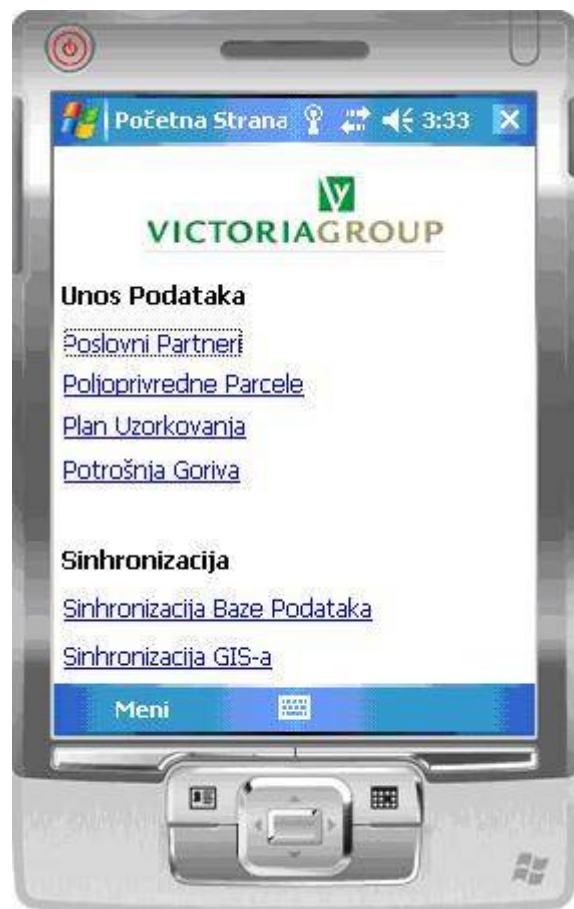 Početna Strana 3:33
VICTORIAGROUP
Unos Podataka
Poslovni Partneri
Poljoprivredne Parcele
Plan Uzorkovanja
Potrošnja Goriva
Sinhronizacija
Sinhronizacija Baze Podataka
Sinhronizacija GIS-a
Meni